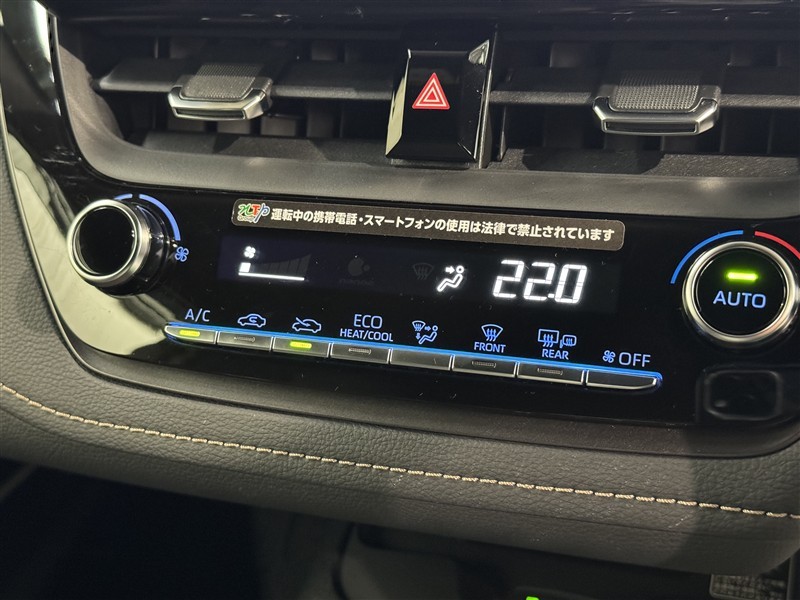 運転中の携帯電話・スマートフォンの使用は法律で禁止されています
22.0
AUTO
A/C
ECO
HEAT/COOL
FRONT
REAR
OFF